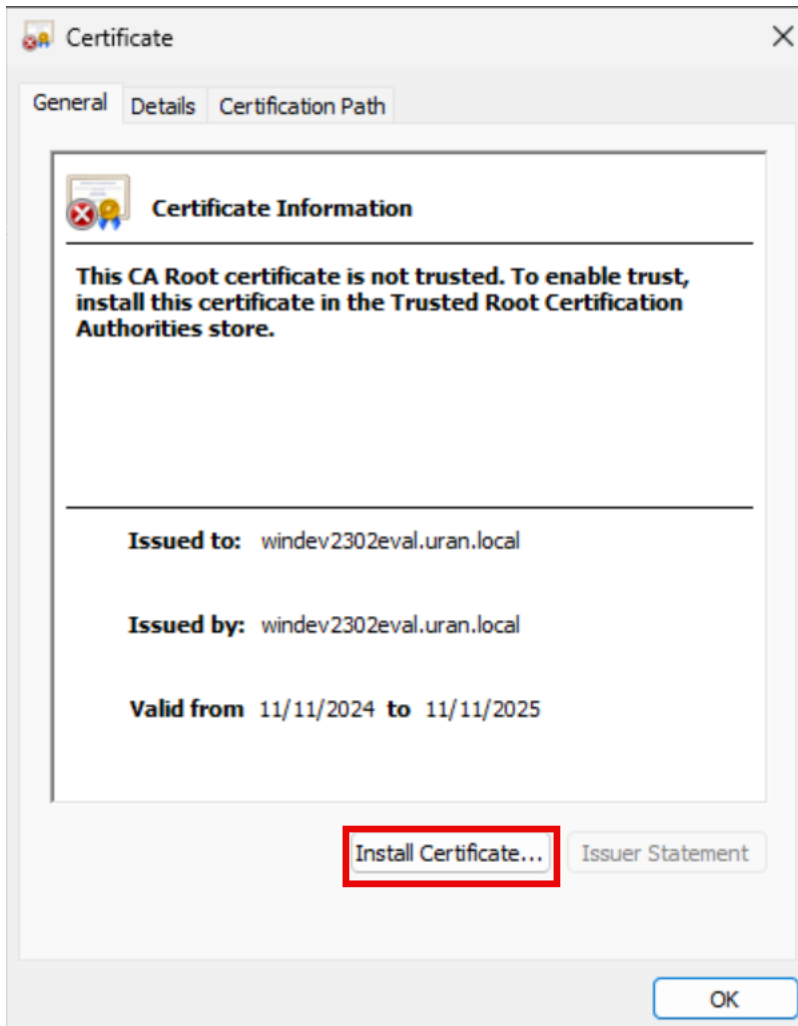 Certificate
General Details Certification Path
Certificate Information
This CA Root certificate is not trusted. To enable trust,
install this certificate in the Trusted Root Certification
Authorities store.
Issued to: windev2302eval.uran.local
Issued by: windev2302eval.uran.local
Valid from 11/11/2024 to 11/11/2025
Install Certificate... Issuer Statement
OK